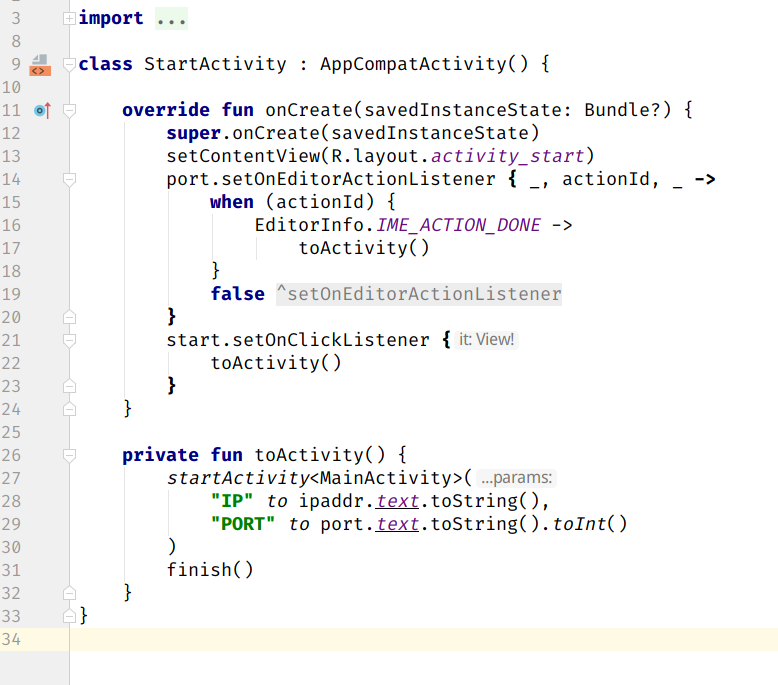 3 import ...
8
9 class StartActivity : AppCompatActivity() {
10
11     override fun onCreate(savedInstanceState: Bundle?) {
12         super.onCreate(savedInstanceState)
13         setContentView(R.layout.activity_start)
14         port.setOnEditorActionListener { _, actionId, _ ->
15             when (actionId) {
16                 EditorInfo.IME_ACTION_DONE ->
17                     toActivity()
18             }
19             false ^setOnEditorActionListener
20         }
21         start.setOnClickListener { it: View!
22             toActivity()
23         }
24     }
25
26     private fun toActivity() {
27         startActivity<MainActivity>( ...params:
28             "IP" to ipaddr.text.toString(),
29             "PORT" to port.text.toString().toInt()
30         )
31         finish()
32     }
33 }
34